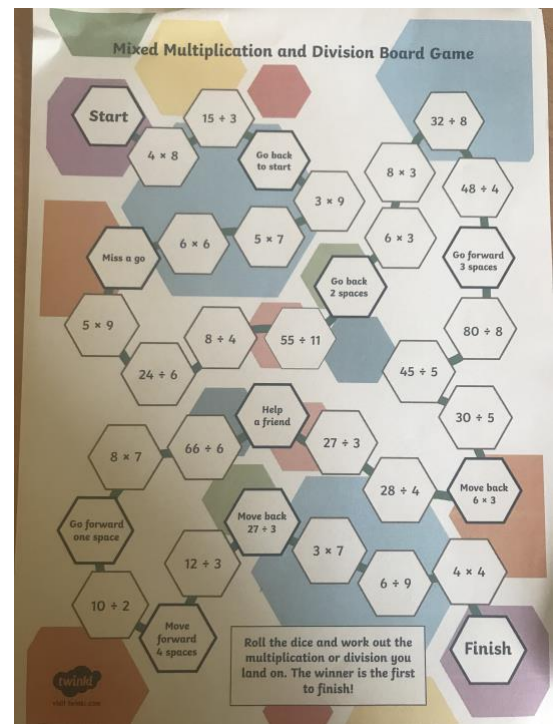 Mixed Multiplication and Division Board Game
Start
4 × 8
15 ÷ 3
Go back
to start
3 × 9
5 × 7
6 × 6
Miss a go
5 × 9
24 ÷ 6
8 ÷ 4
55 ÷ 11
Go back
2 spaces
6 × 3
8 × 3
32 ÷ 8
48 ÷ 4
Go forward
3 spaces
80 ÷ 8
45 ÷ 5
30 ÷ 5
Move back
6 × 3
28 ÷ 4
27 ÷ 3
Help
a friend
66 ÷ 6
8 × 7
Go forward
one space
10 ÷ 2
Move
forward
4 spaces
12 ÷ 3
Move back
27 ÷ 3
3 × 7
6 ÷ 9
4 × 4
Finish
Roll the dice and work out the
multiplication or division you
land on. The winner is the first
to finish!
twinkl
visit twinkl.com